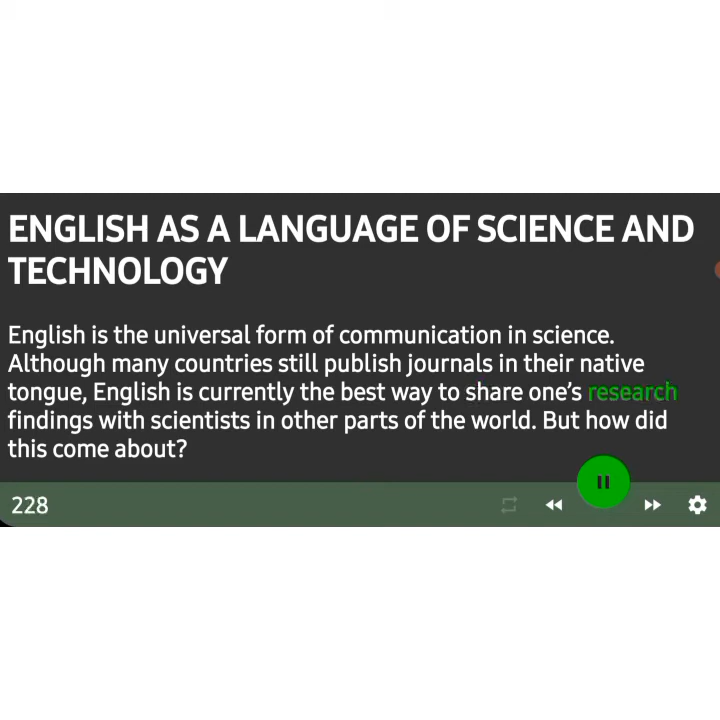 ENGLISH AS A LANGUAGE OF SCIENCE AND
TECHNOLOGY
English is the universal form of communication in science.
Although many countries still publish journals in their native
tongue, English is currently the best way to share one’s research
findings with scientists in other parts of the world. But how did
this come about?
228